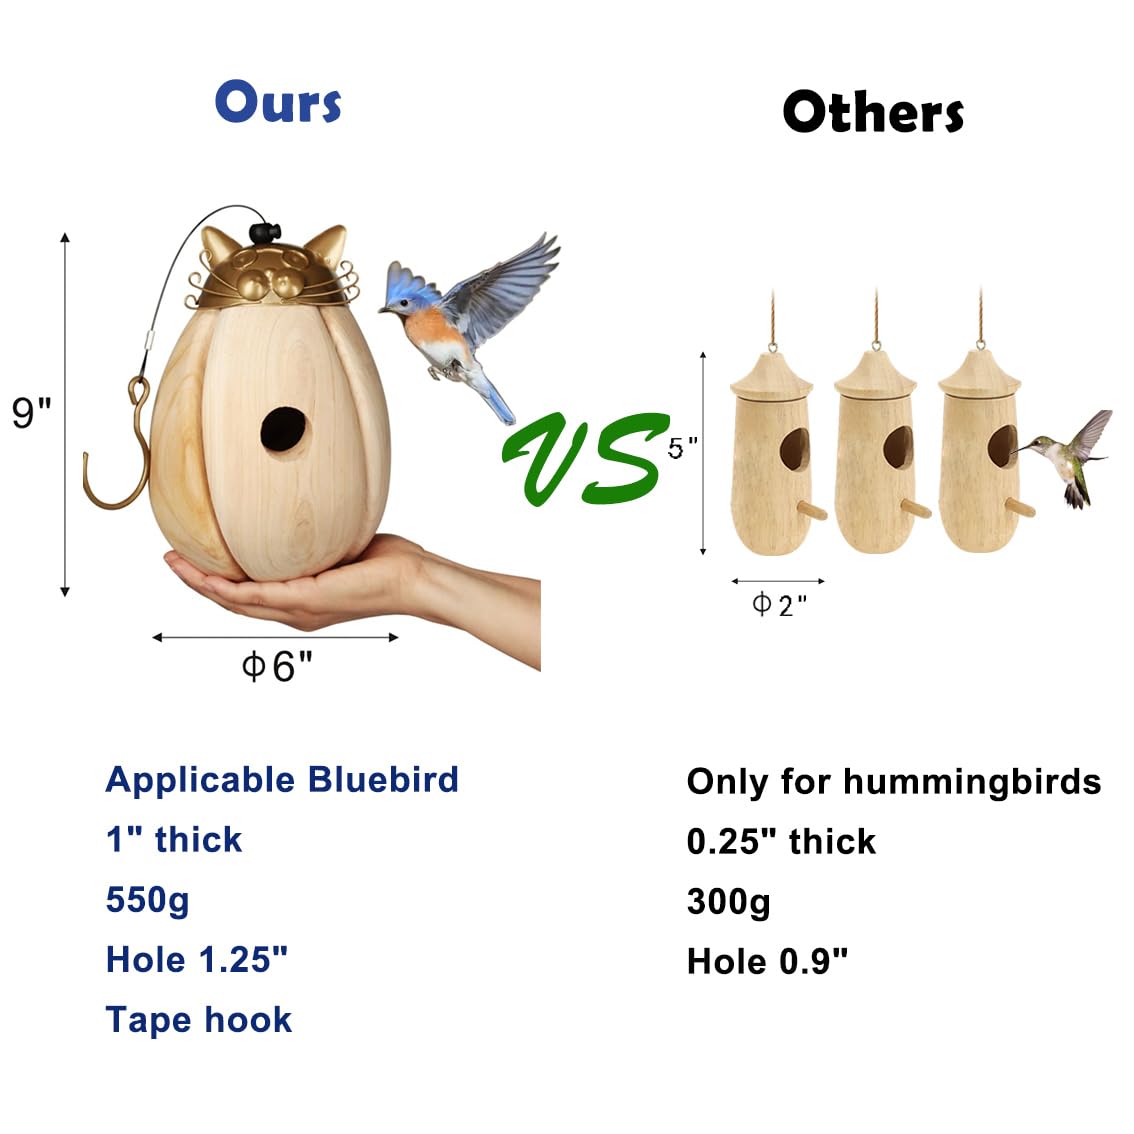 Ours
Others
9"
VS
5"
Φ2"
Φ6"
Applicable Bluebird
1" thick
550g
Hole 1.25"
Tape hook
Only for hummingbirds
0.25" thick
300g
Hole 0.9"